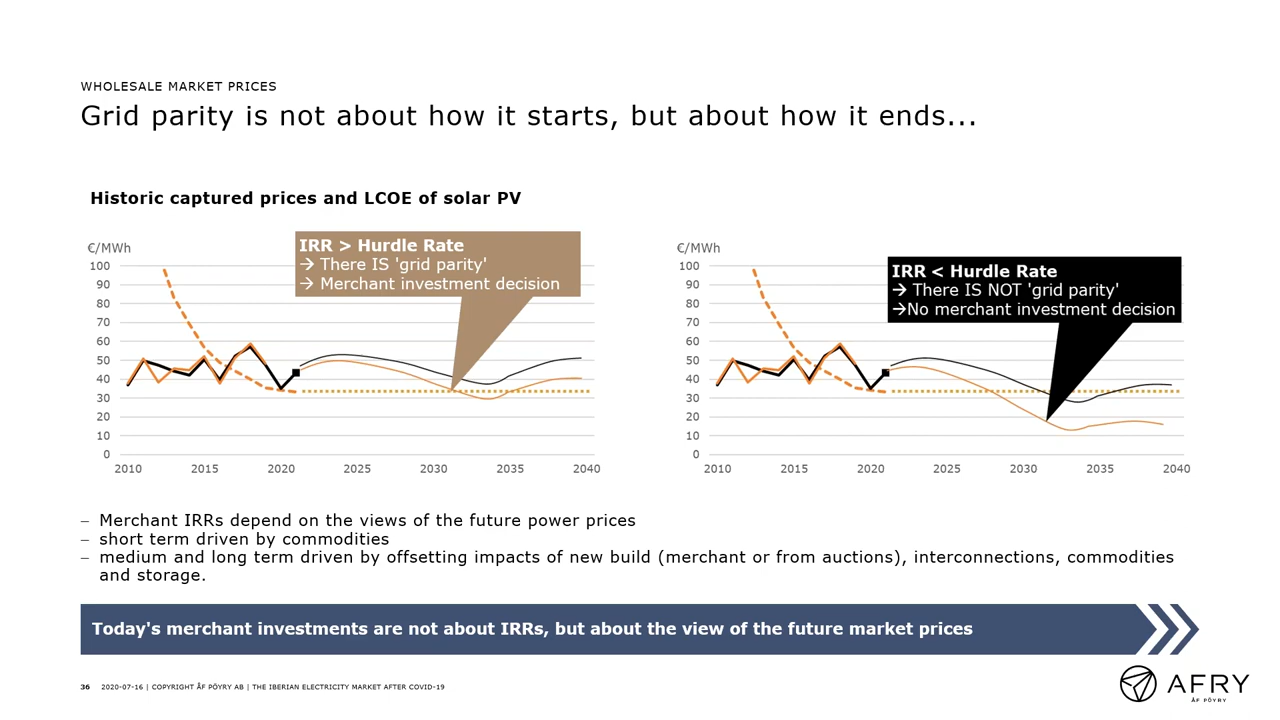 WHOLESALE MARKET PRICES
Grid parity is not about how it starts, but about how it ends...
Historic captured prices and LCOE of solar PV
€/MWh
100
90
80
70
60
50
40
30
20
10
0
2010 2015 2020 2025 2030 2035 2040
IRR > Hurdle Rate
→ There IS 'grid parity'
→ Merchant investment decision
€/MWh
100
90
80
70
60
50
40
30
20
10
0
2010 2015 2020 2025 2030 2035 2040
IRR < Hurdle Rate
→ There IS NOT 'grid parity'
→No merchant investment decision
– Merchant IRRs depend on the views of the future power prices
– short term driven by commodities
– medium and long term driven by offsetting impacts of new build (merchant or from auctions), interconnections, commodities
and storage.
Today's merchant investments are not about IRRs, but about the view of the future market prices
36 2020-07-16 | COPYRIGHT ÅF PÖYRY AB | THE IBERIAN ELECTRICITY MARKET AFTER COVID-19
AFRY
ÅF PÖYRY